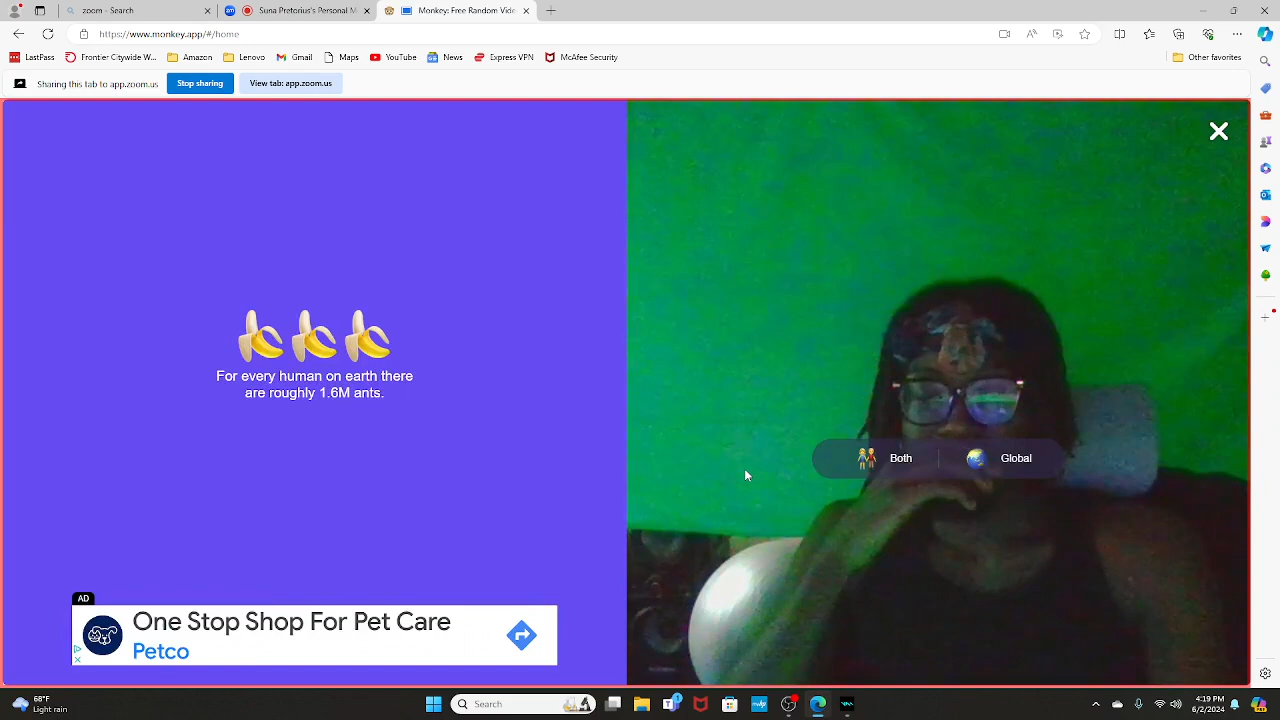 zoom - Search
Suna Pretorius's Personal M
Monkey: Free Random Vide
https://www.monkey.app/#/home
LastPass
Frontier Citywide W...
Amazon
Lenovo
Gmail
Maps
YouTube
News
Express VPN
McAfee Security
Other favorites
Sharing this tab to app.zoom.us
Stop sharing
View tab: app.zoom.us
For every human on earth there
are roughly 1.6M ants.
Both
Global
AD
One Stop Shop For Pet Care
Petco
68°F
Light rain
Search
4:19 PM
6/2/2024